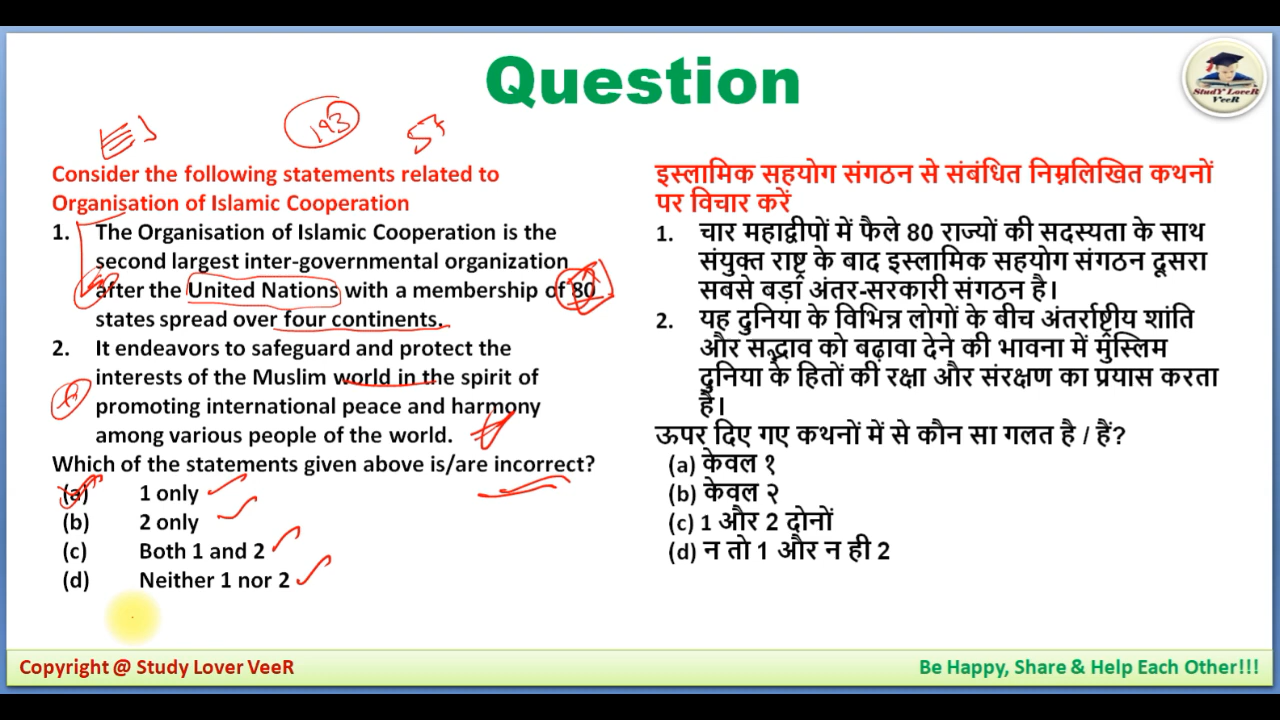 Question
StudY LoveR
VeeR
193
57
Consider the following statements related to
Organisation of Islamic Cooperation
1. The Organisation of Islamic Cooperation is the
second largest inter-governmental organization
after the United Nations with a membership of 80
states spread over four continents.
2. It endeavors to safeguard and protect the
interests of the Muslim world in the spirit of
promoting international peace and harmony
among various people of the world.
Which of the statements given above is/are incorrect?
(a) 1 only
(b) 2 only
(c) Both 1 and 2
(d) Neither 1 nor 2
इस्लामिक सहयोग संगठन से संबंधित निम्नलिखित कथनों
पर विचार करें
1. चार महाद्वीपों में फैले 80 राज्यों की सदस्यता के साथ
संयुक्त राष्ट्र के बाद इस्लामिक सहयोग संगठन दूसरा
सबसे बड़ा अंतर-सरकारी संगठन है।
2. यह दुनिया के विभिन्न लोगों के बीच अंतर्राष्ट्रीय शांति
और सद्भाव को बढ़ावा देने की भावना में मुस्लिम
दुनिया के हितों की रक्षा और संरक्षण का प्रयास करता
है।
ऊपर दिए गए कथनों में से कौन सा गलत है / हैं?
(a) केवल १
(b) केवल २
(c) 1 और 2 दोनों
(d) न तो 1 और न ही 2
Copyright @ Study Lover VeeR
Be Happy, Share & Help Each Other!!!